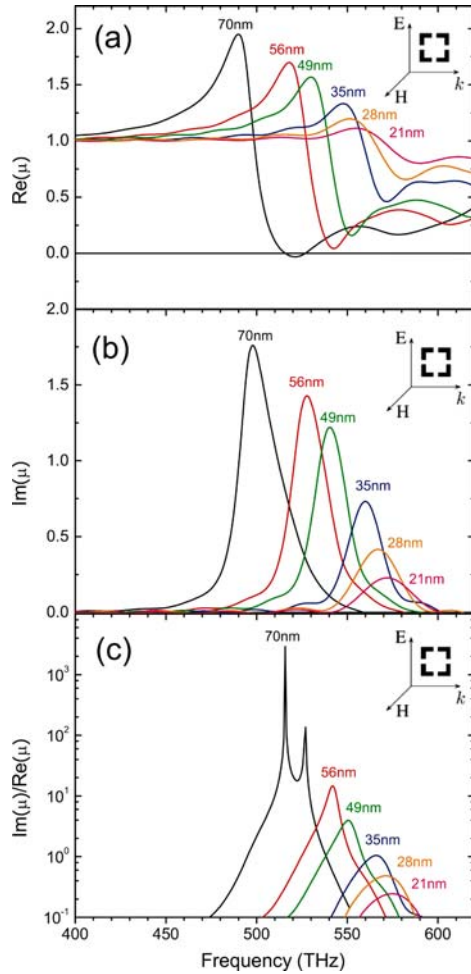 (a)
70nm
56nm
49nm
35nm
28nm
21nm
E
H
k
2.0
1.5
1.0
0.5
0.0
Re(μ)
(b)
70nm
56nm
49nm
35nm
28nm
21nm
E
H
k
2.0
1.5
1.0
0.5
0.0
Im(μ)
(c)
70nm
56nm
49nm
35nm
28nm
21nm
E
H
k
10³
10²
10¹
10⁰
10⁻¹
Im(μ)/Re(μ)
400 450 500 550 600
Frequency (THz)